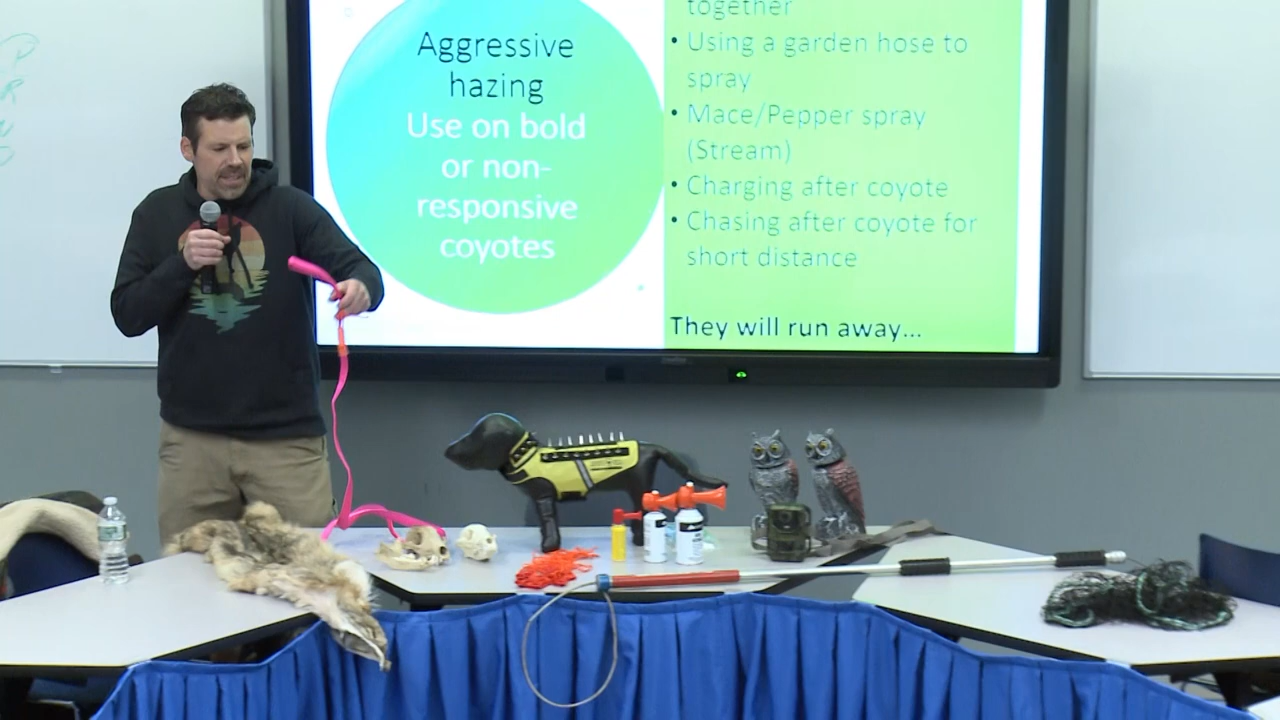 Aggressive
hazing
Use on bold
or non-
responsive
coyotes
together
• Using a garden hose to
spray
• Mace/Pepper spray
(Stream)
• Charging after coyote
• Chasing after coyote for
short distance
They will run away...